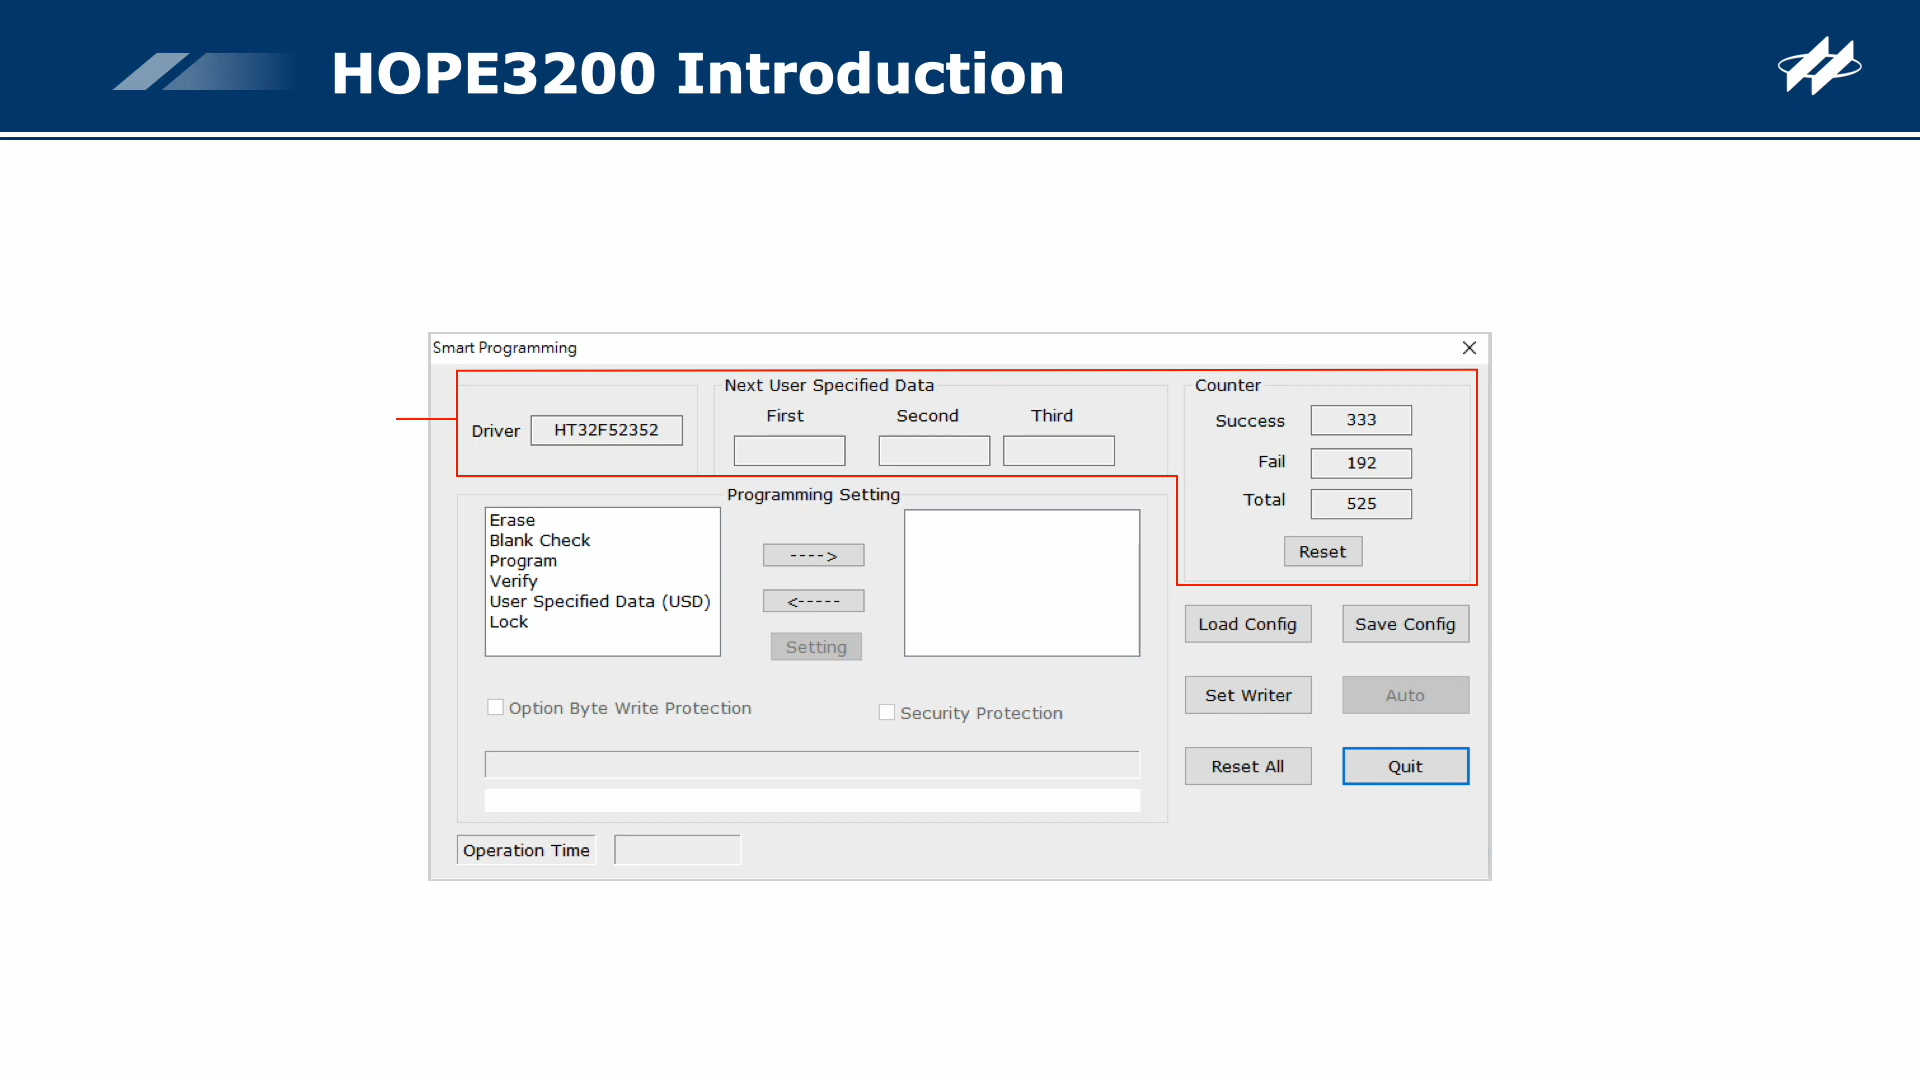 HOPE3200 Introduction
Smart Programming
Driver HT32F52352
Next User Specified Data
First Second Third
Counter
Success 333
Fail 192
Total 525
Reset
Programming Setting
Erase
Blank Check
Program
Verify
User Specified Data (USD)
Lock
---->
<-----
Setting
Option Byte Write Protection
Security Protection
Load Config Save Config
Set Writer Auto
Reset All Quit
Operation Time